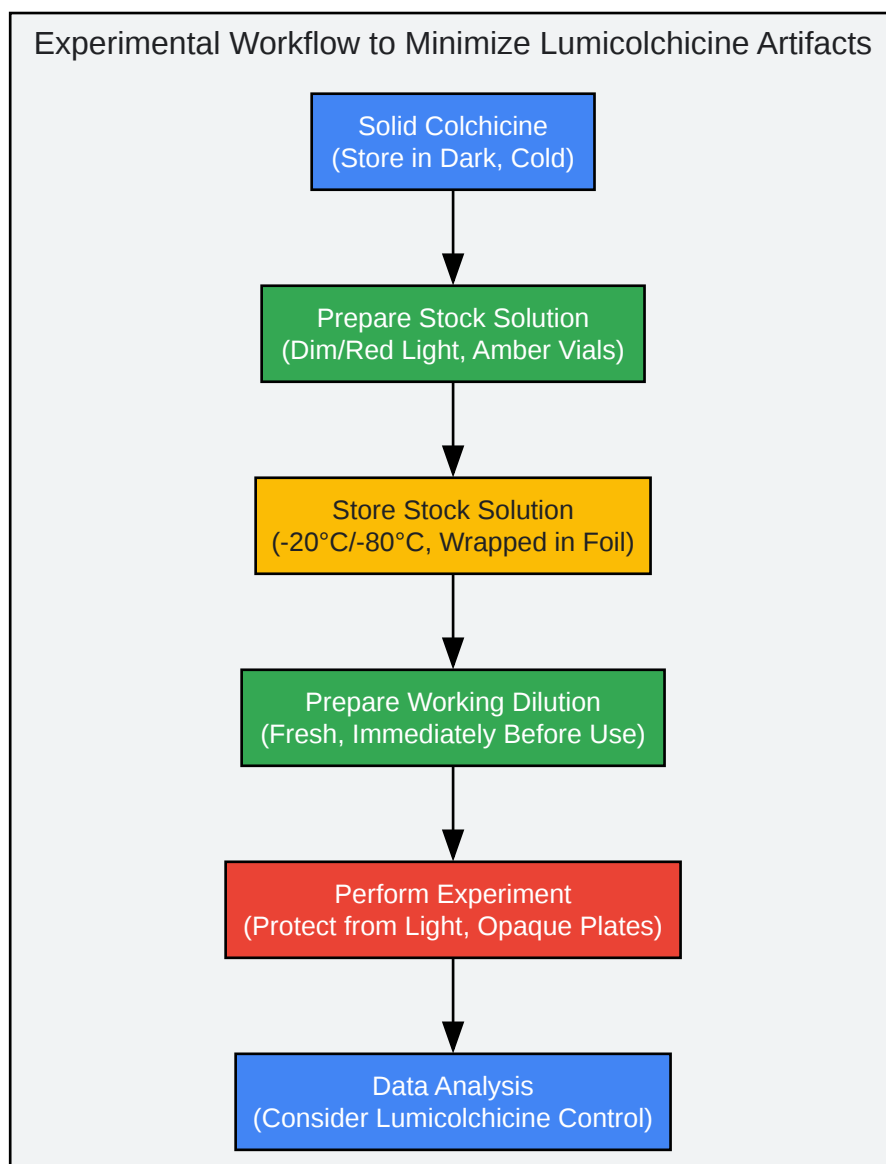 Experimental Workflow to Minimize Lumicolchicine Artifacts
Solid Colchicine
(Store in Dark, Cold)
Prepare Stock Solution
(Dim/Red Light, Amber Vials)
Store Stock Solution
(-20°C/-80°C, Wrapped in Foil)
Prepare Working Dilution
(Fresh, Immediately Before Use)
Perform Experiment
(Protect from Light, Opaque Plates)
Data Analysis
(Consider Lumicolchicine Control)